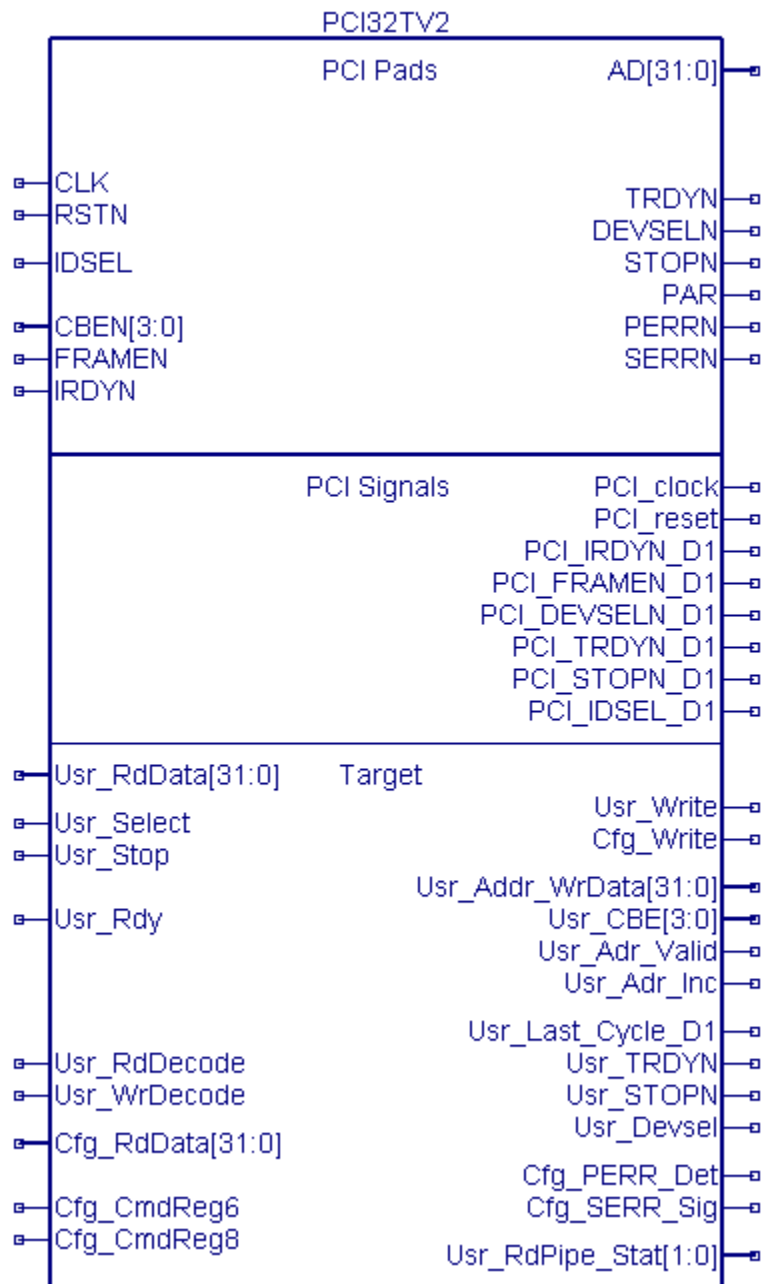 PCI32TV2
PCI Pads AD[31:0]
CLK
TRDYN
RSTN
DEVSELN
IDSEL STOPN
PAR
CBEN[3:0] PERRN
FRAMEN SERRN
IRDYN
PCI Signals PCI_clock
PCI_reset
PCI_IRDYN_D1
PCI_FRAMEN_D1
PCI_DEVSELN_D1
PCI_TRDYN_D1
PCI_STOPN_D1
PCI_IDSEL_D1
Usr_RdData[31:0] Target
Usr_Write
Usr_Select
Cfg_Write
Usr_Stop
Usr_Addr_WrData[31:0]
Usr_Rdy Usr_CBE[3:0]
Usr_Adr_Valid
Usr_Adr_Inc
Usr_Last_Cycle_D1
Usr_RdDecode Usr_TRDYN
Usr_WrDecode Usr_STOPN
Usr_Devsel
Cfg_RdData[31:0]
Cfg_PERR_Det
Cfg_CmdReg6 Cfg_SERR_Sig
Cfg_CmdReg8
Usr_RdPipe_Stat[1:0]